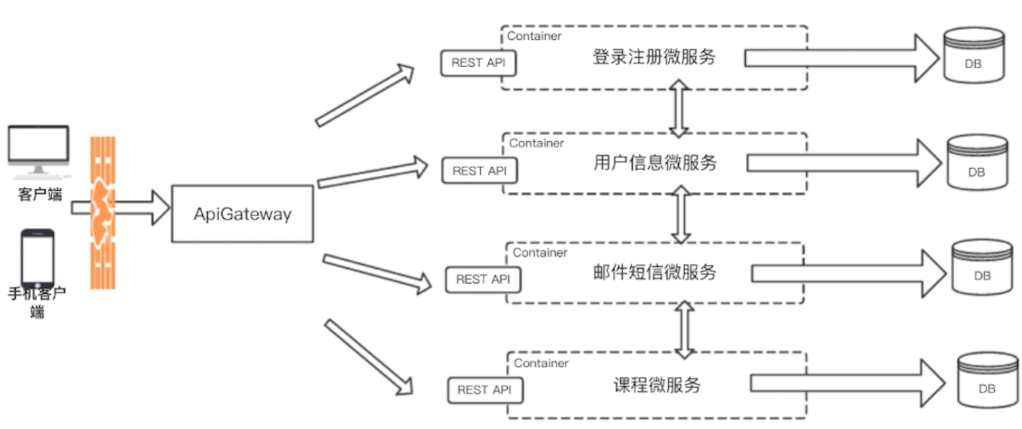 Container
登录注册微服务
REST API
DB
Container
用户信息微服务
REST API
DB
客户端
ApiGateway
Container
邮件短信微服务
REST API
DB
手机客户
端
Container
课程微服务
REST API
DB